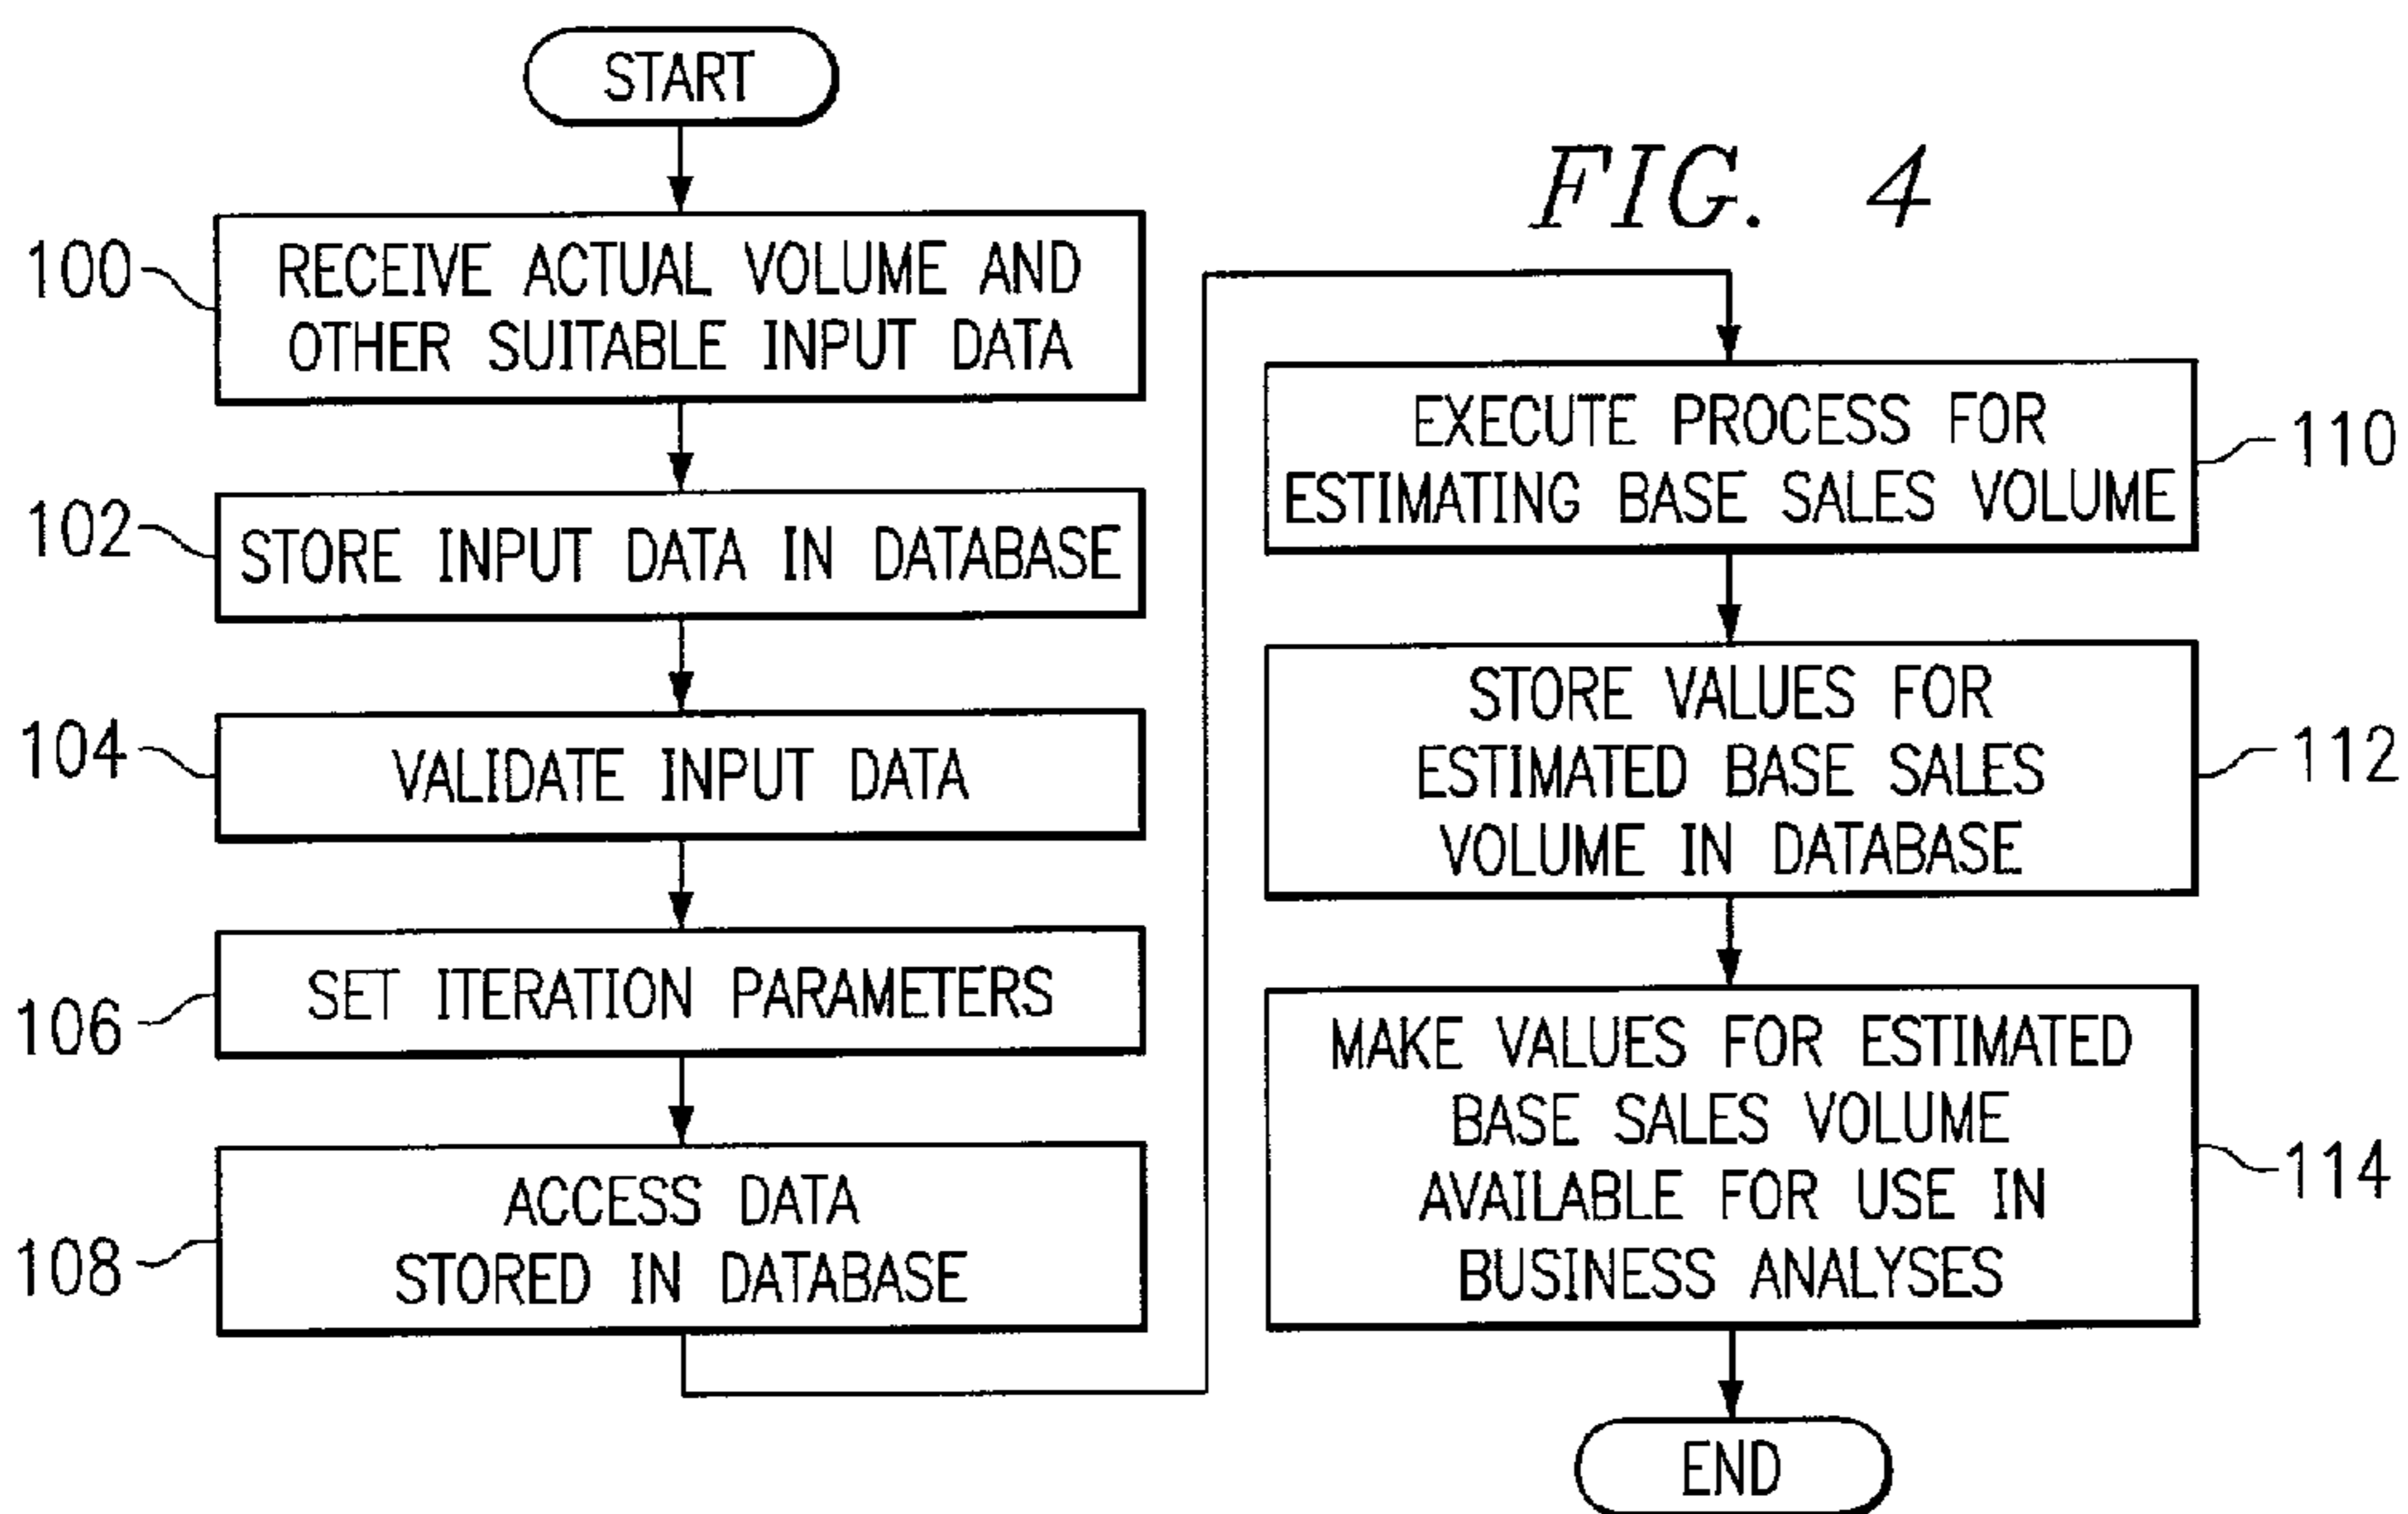 START
FIG. 4
100
RECEIVE ACTUAL VOLUME AND
OTHER SUITABLE INPUT DATA
102
STORE INPUT DATA IN DATABASE
104
VALIDATE INPUT DATA
106
SET ITERATION PARAMETERS
108
ACCESS DATA
STORED IN DATABASE
EXECUTE PROCESS FOR
ESTIMATING BASE SALES VOLUME
110
STORE VALUES FOR
ESTIMATED BASE SALES
VOLUME IN DATABASE
112
MAKE VALUES FOR ESTIMATED
BASE SALES VOLUME
AVAILABLE FOR USE IN
BUSINESS ANALYSES
114
END